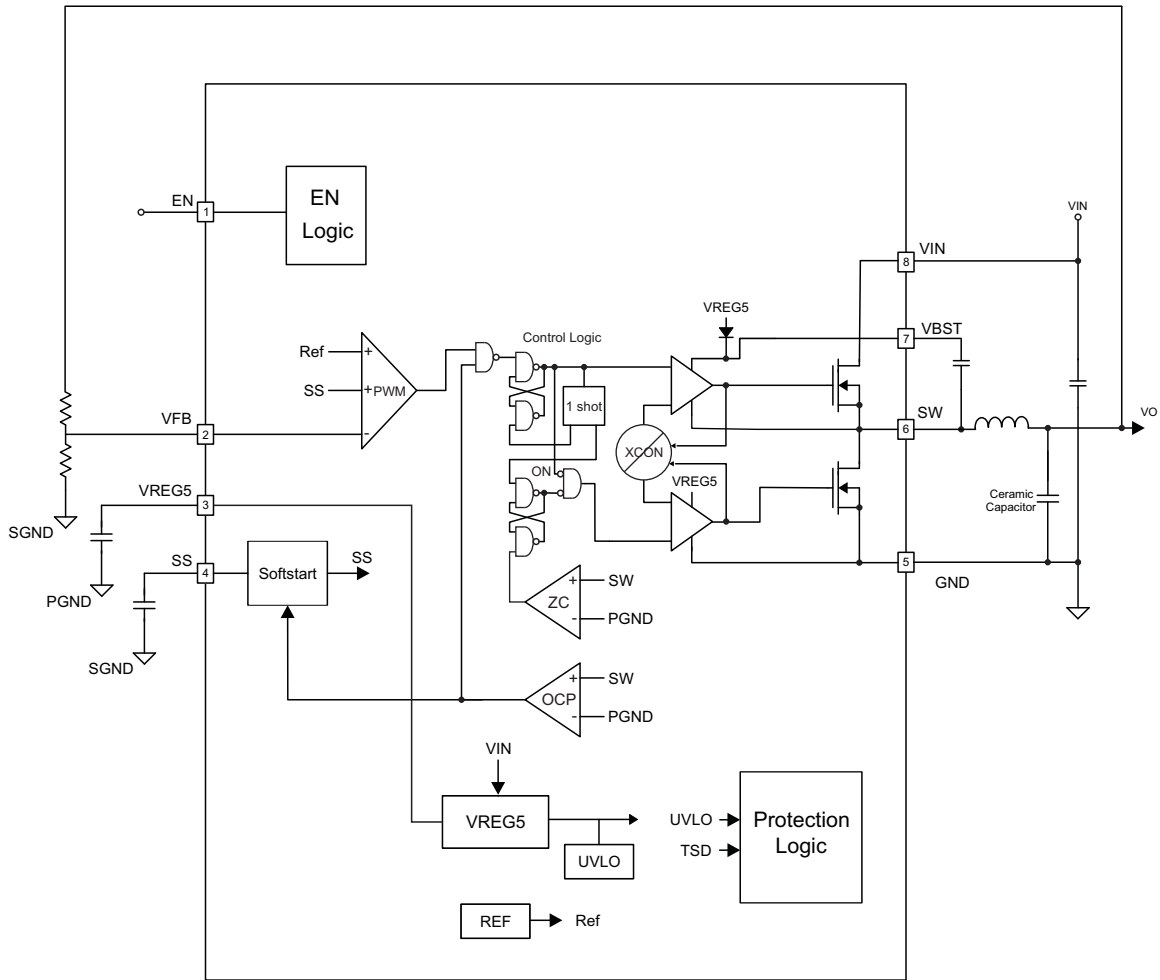 EN
1
EN
Logic
VIN
VIN
8
VREG5
VBST
7
Control Logic
Ref
+
SS
+
PWM
-
1 shot
VFB
2
SW
6
VO
XCON
ON
VREG5
VREG5
3
Ceramic
Capacitor
SGND
SS
4
Softstart
SS
5
GND
PGND
+
SW
ZC
-
PGND
SGND
+
SW
OCP
-
PGND
VIN
VREG5
UVLO
UVLO
TSD
Protection
Logic
REF
Ref